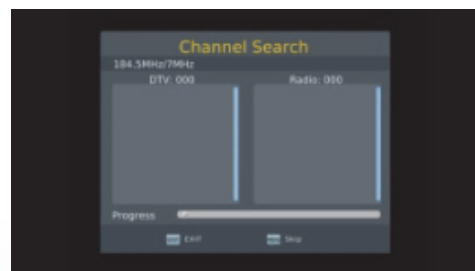 Channel Search
184.5MHz/7MHz
DTV: 000 Radio: 000
Progress
EXIT Skip